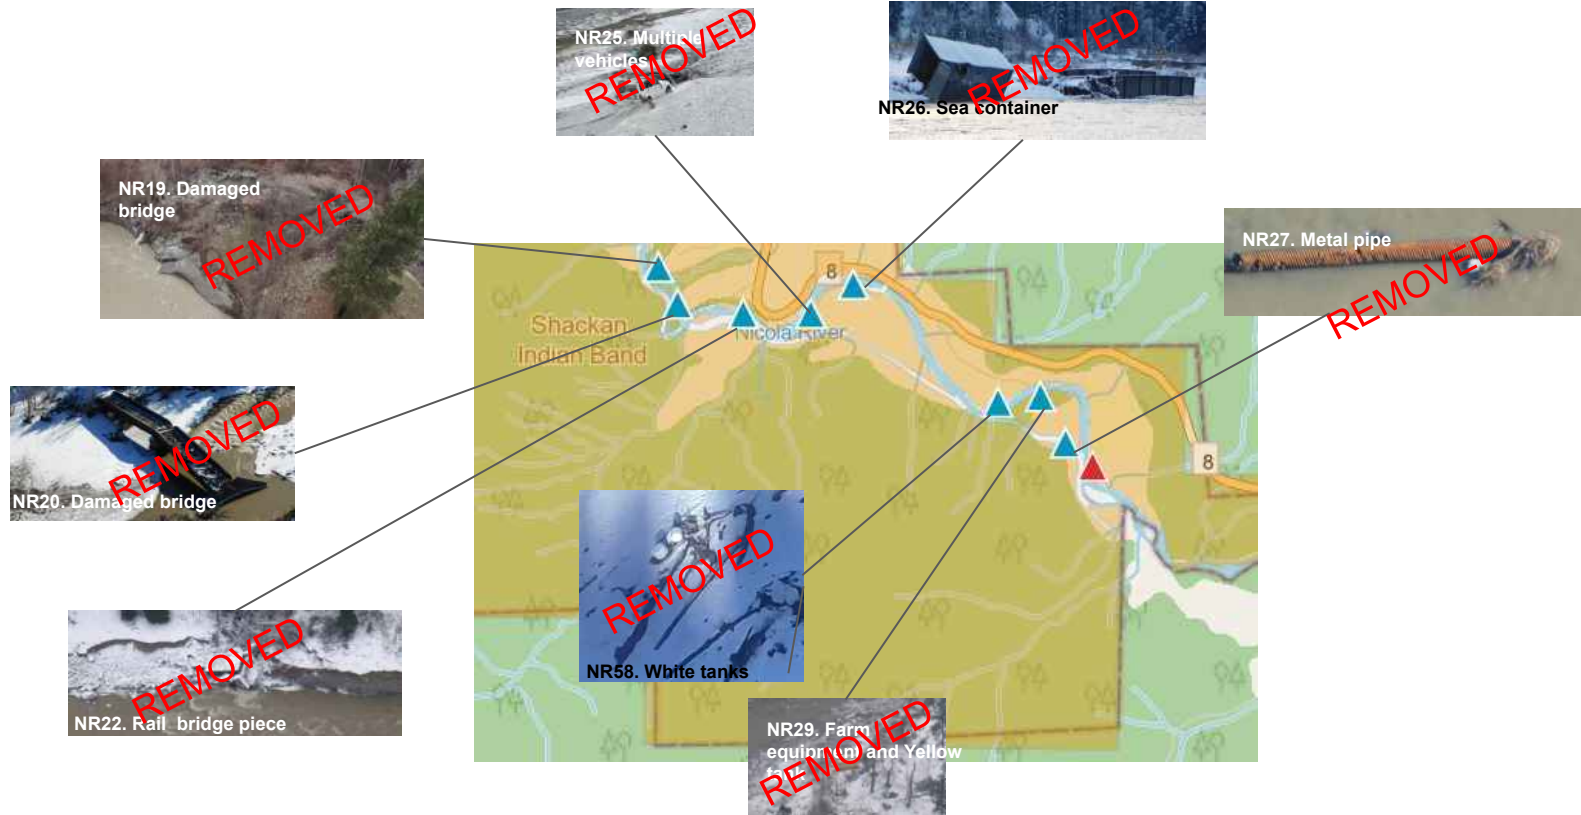 NR25. Multiple
vehicles
REMOVED
NR26. Sea container
REMOVED
NR19. Damaged
bridge
REMOVED
NR27. Metal pipe
REMOVED
8
Shackan
Indian Band
Nicola River
NR20. Damaged bridge
REMOVED
8
NR58. White tanks
REMOVED
NR22. Rail bridge piece
REMOVED
NR29. Farm
equipment and Yellow
tank
REMOVED